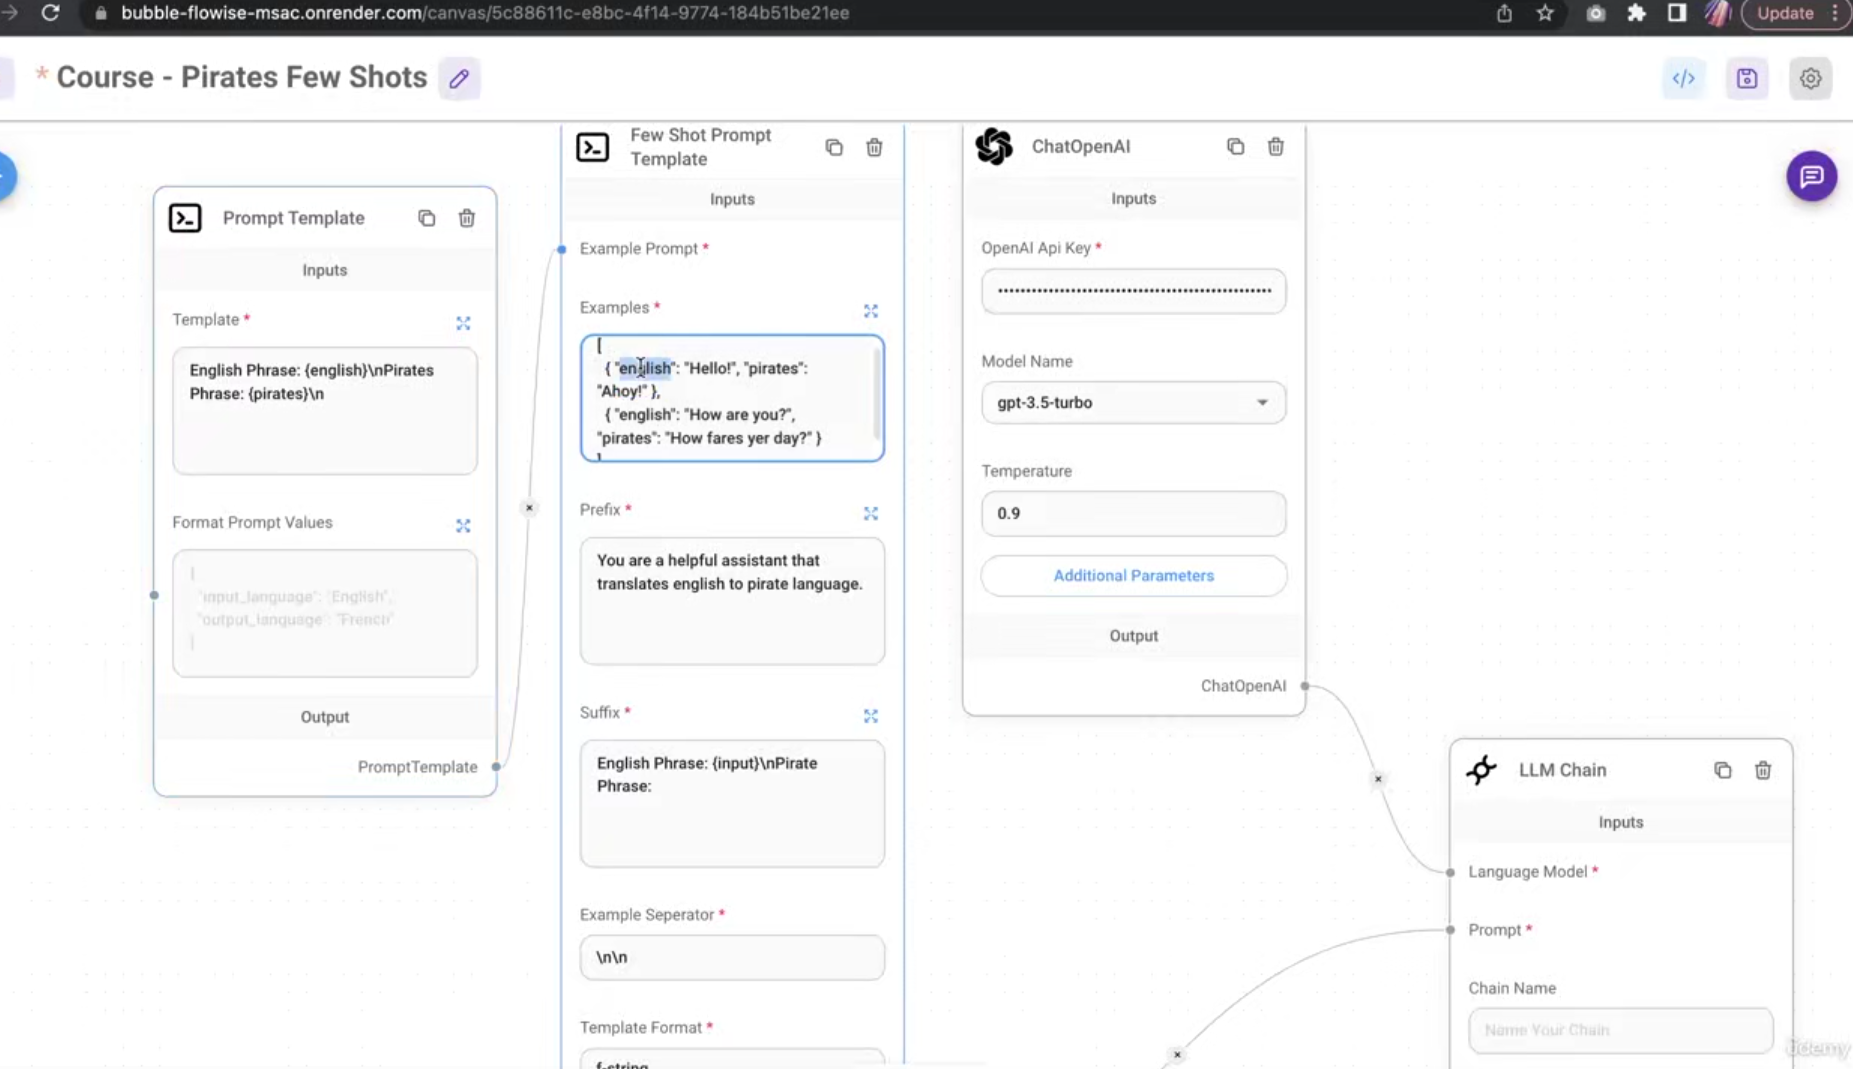 bubble-flowise-msac.onrender.com/canvas/5c88611c-e8bc-4f14-9774-184b51be21ee
Update
* Course - Pirates Few Shots
</>
Prompt Template
Inputs
Template *
English Phrase: {english}\nPirates
Phrase: {pirates}\n
Format Prompt Values
"input_language": "English",
"output_language": "French"
Output
PromptTemplate
Few Shot Prompt
Template
Inputs
Example Prompt *
Examples *
[
{ "english": "Hello!", "pirates":
"Ahoy!" },
{ "english": "How are you?",
"pirates": "How fares yer day?" }
]
Prefix *
You are a helpful assistant that
translates english to pirate language.
Suffix *
English Phrase: {input}\nPirate
Phrase:
Example Seperator *
\n\n
Template Format *
f-string
ChatOpenAI
Inputs
OpenAI Api Key *
Model Name
gpt-3.5-turbo
Temperature
0.9
Additional Parameters
Output
ChatOpenAI
LLM Chain
Inputs
Language Model *
Prompt *
Chain Name
Name Your Chain
Udemy